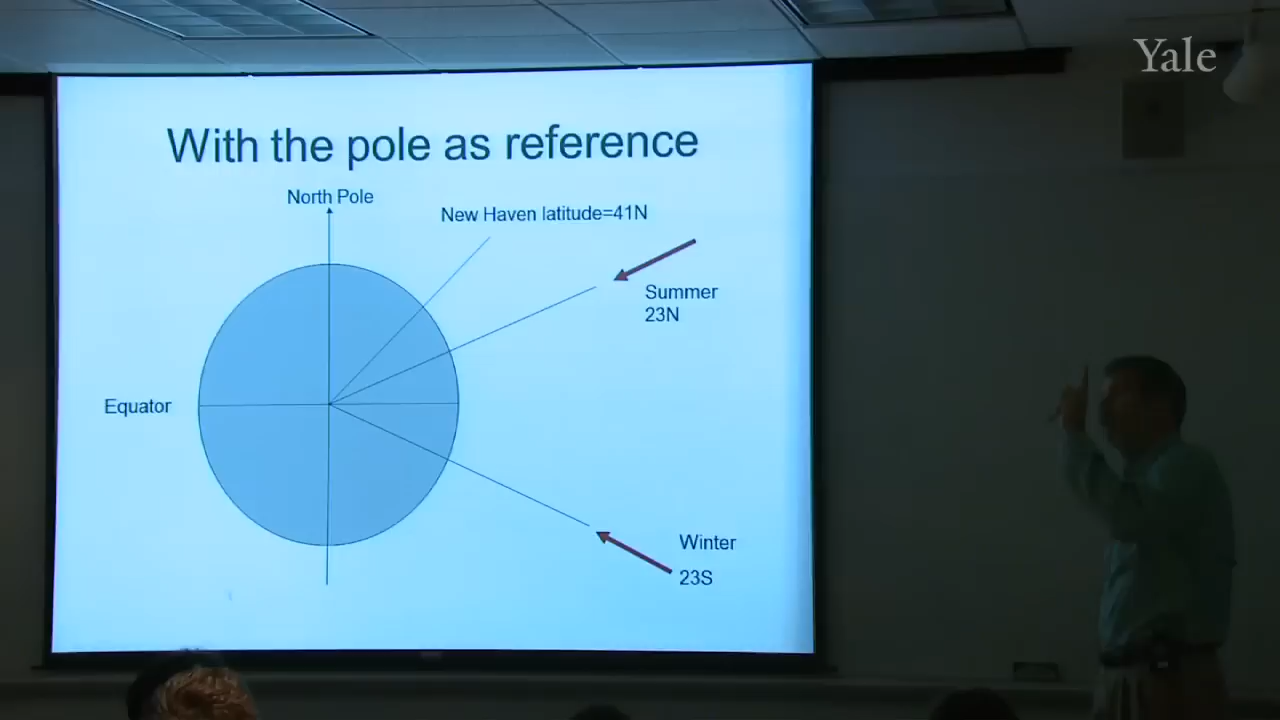 Yale
With the pole as reference
North Pole
New Haven latitude=41N
Summer
23N
Equator
Winter
23S